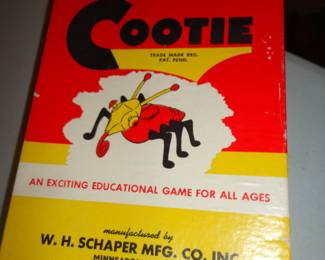 COOTIE
TRADE MARK REG.
PAT. PEND.
AN EXCITING EDUCATIONAL GAME FOR ALL AGES
manufactured by
W. H. SCHAPER MFG. CO. INC